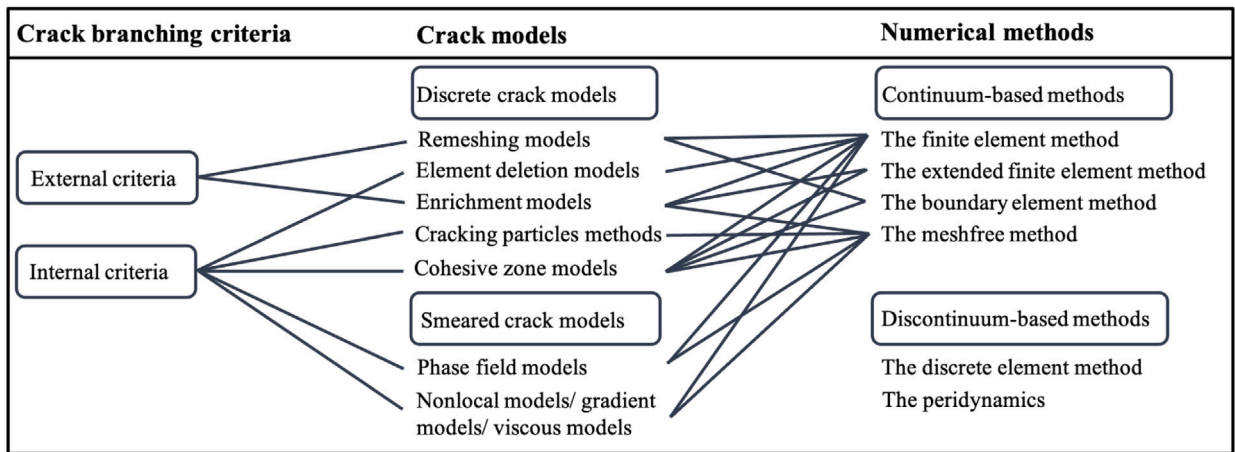 Crack branching criteria
Crack models
Numerical methods
External criteria
Internal criteria
Discrete crack models
Remeshing models
Element deletion models
Enrichment models
Cracking particles methods
Cohesive zone models
Smeared crack models
Phase field models
Nonlocal models/ gradient
models/ viscous models
Continuum-based methods
The finite element method
The extended finite element method
The boundary element method
The meshfree method
Discontinuum-based methods
The discrete element method
The peridynamics